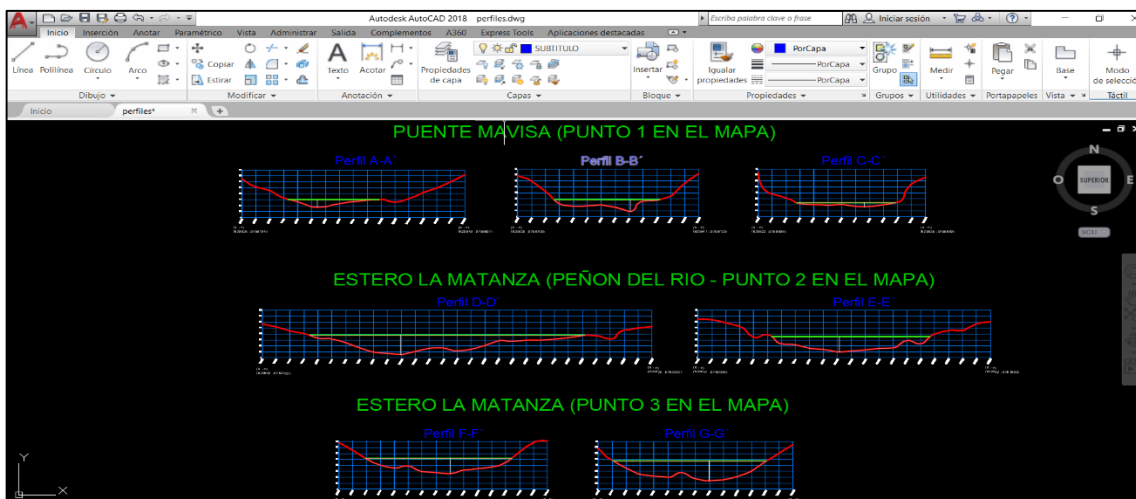 Autodesk AutoCAD 2018 perfiles.dwg
Escriba palabra clave o frase
Iniciar sesión
Inicio Inserción Anotar Paramétrico Vista Administrar Salida Complementos A360 Express Tools Aplicaciones destacadas
Línea Polilínea Círculo Arco
Copiar
Estirar
Texto Acotar
Propiedades de capa
SUBTITULO
Insertar
Igualar propiedades
PorCapa
PorCapa
PorCapa
Grupo
Medir
Pegar
Base
Modo de selecció
Dibujo Modificar Anotación Capas Bloque Propiedades Grupos Utilidades Portapapeles Vista Táctil
Inicio perfiles*
PUENTE MAVISA (PUNTO 1 EN EL MAPA)
Perfil A-A´ Perfil B-B´ Perfil C-C´
N
O SUPERIOR E
S
SCU
ESTERO LA MATANZA (PEÑON DEL RIO - PUNTO 2 EN EL MAPA)
Perfil D-D´ Perfil E-E´
ESTERO LA MATANZA (PUNTO 3 EN EL MAPA)
Perfil F-F´ Perfil G-G´
Y
X